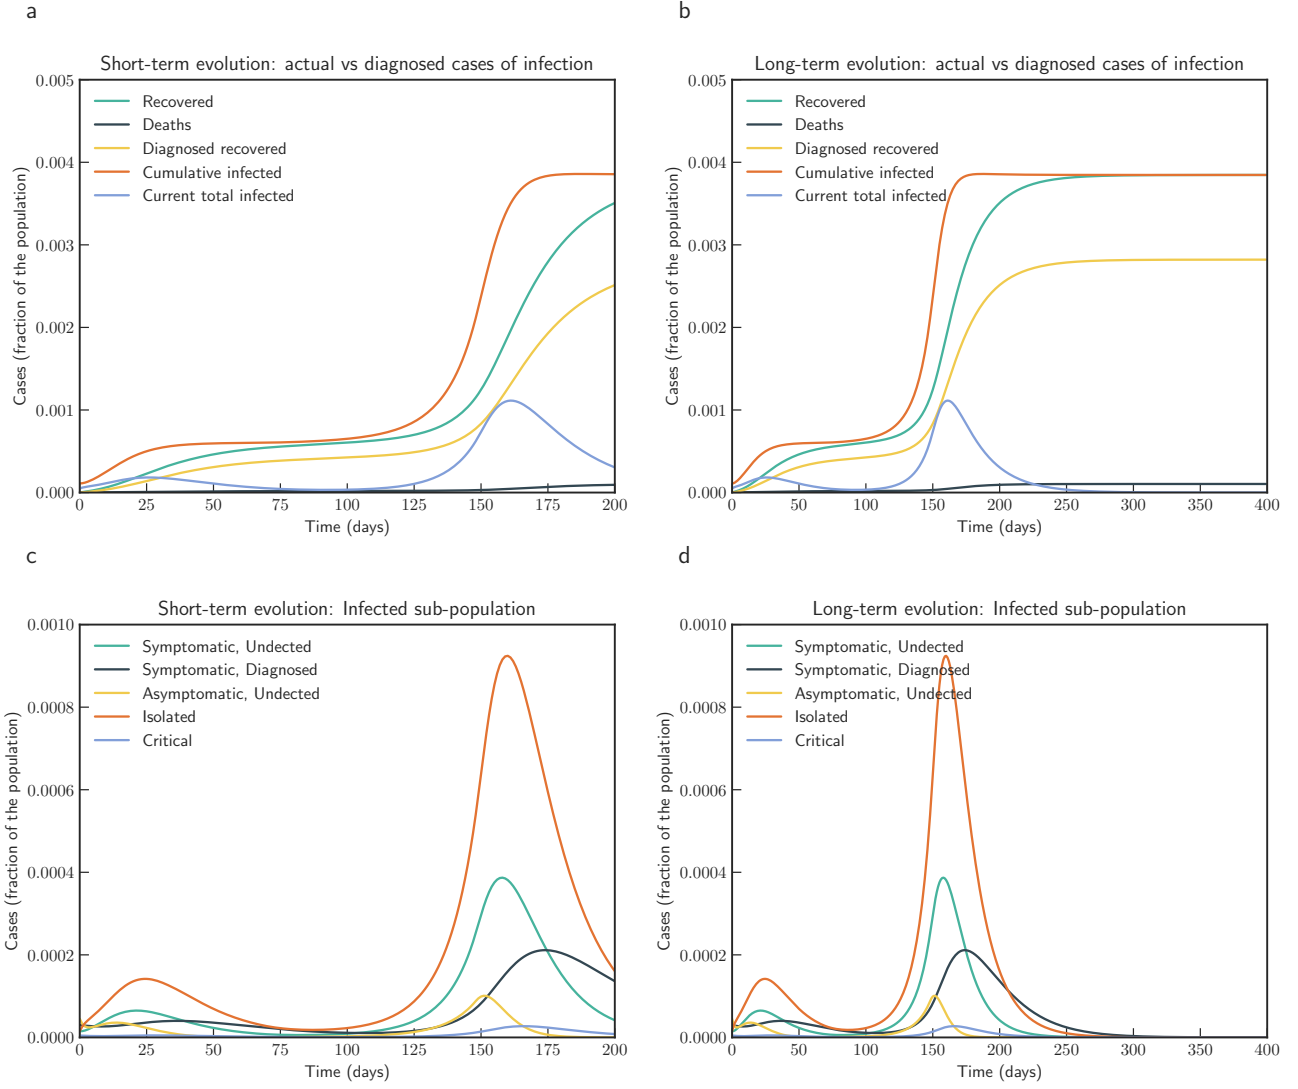 a
Short-term evolution: actual vs diagnosed cases of infection
Cases (fraction of the population)
0.005
0.004
0.003
0.002
0.001
0.000
Recovered
Deaths
Diagnosed recovered
Cumulative infected
Current total infected
0 25 50 75 100 125 150 175 200
Time (days)
b
Long-term evolution: actual vs diagnosed cases of infection
Cases (fraction of the population)
0.005
0.004
0.003
0.002
0.001
0.000
Recovered
Deaths
Diagnosed recovered
Cumulative infected
Current total infected
0 50 100 150 200 250 300 350 400
Time (days)
c
Short-term evolution: Infected sub-population
Cases (fraction of the population)
0.0010
0.0008
0.0006
0.0004
0.0002
0.0000
Symptomatic, Undected
Symptomatic, Diagnosed
Asymptomatic, Undected
Isolated
Critical
0 25 50 75 100 125 150 175 200
Time (days)
d
Long-term evolution: Infected sub-population
Cases (fraction of the population)
0.0010
0.0008
0.0006
0.0004
0.0002
0.0000
Symptomatic, Undected
Symptomatic, Diagnosed
Asymptomatic, Undected
Isolated
Critical
0 50 100 150 200 250 300 350 400
Time (days)